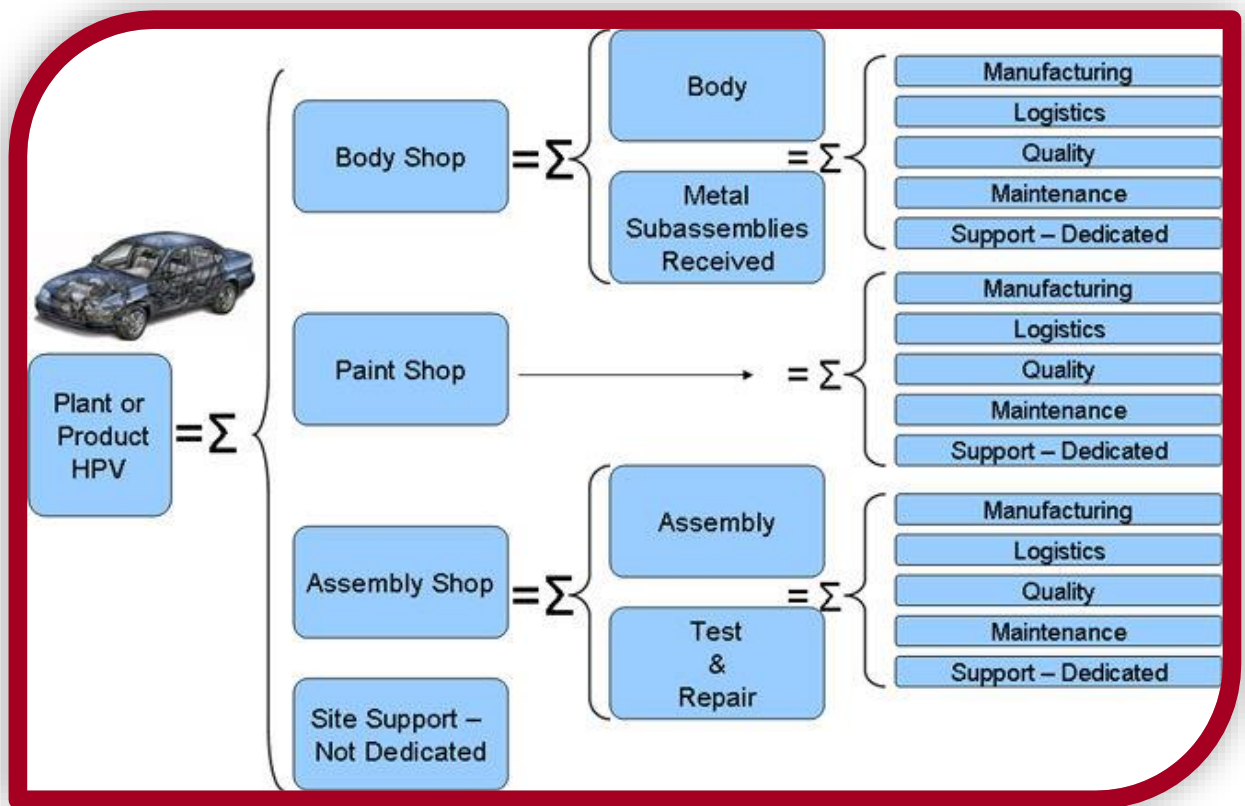 Plant or
Product
HPV
= Σ
Body Shop
= Σ
Body
Metal
Subassemblies
Received
= Σ
Manufacturing
Logistics
Quality
Maintenance
Support – Dedicated
Paint Shop
= Σ
Manufacturing
Logistics
Quality
Maintenance
Support – Dedicated
Assembly Shop
= Σ
Assembly
Test
&
Repair
= Σ
Manufacturing
Logistics
Quality
Maintenance
Support – Dedicated
Site Support –
Not Dedicated